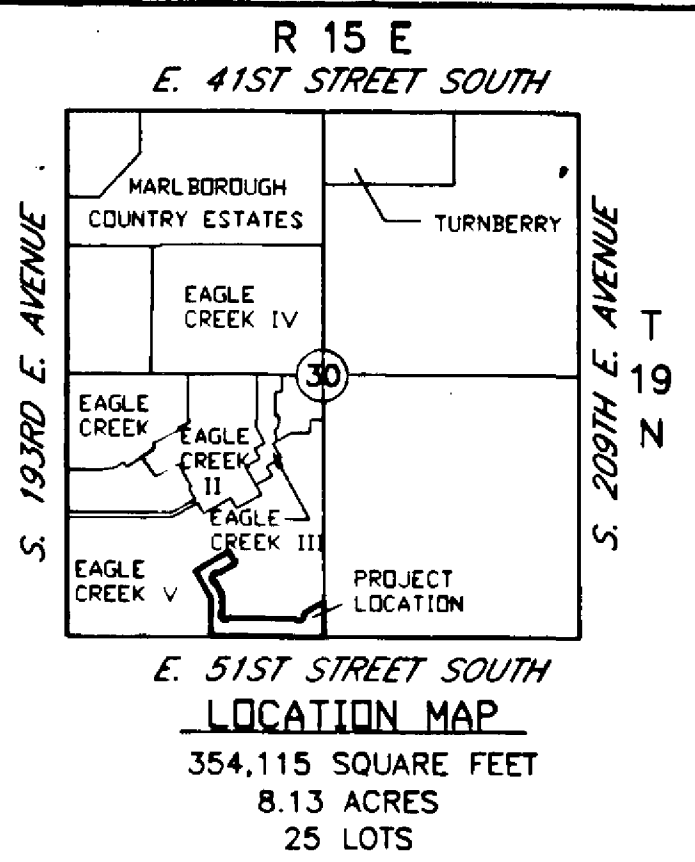 R 15 E
E. 41ST STREET SOUTH
S. 193RD E. AVENUE
MARLBOROUGH
COUNTRY ESTATES
TURNBERRY
EAGLE
CREEK IV
30
S. 209TH E. AVENUE
T
19
N
EAGLE
CREEK
EAGLE
CREEK
II
EAGLE
CREEK III
EAGLE
CREEK V
PROJECT
LOCATION
E. 51ST STREET SOUTH
LOCATION MAP
354,115 SQUARE FEET
8.13 ACRES
25 LOTS